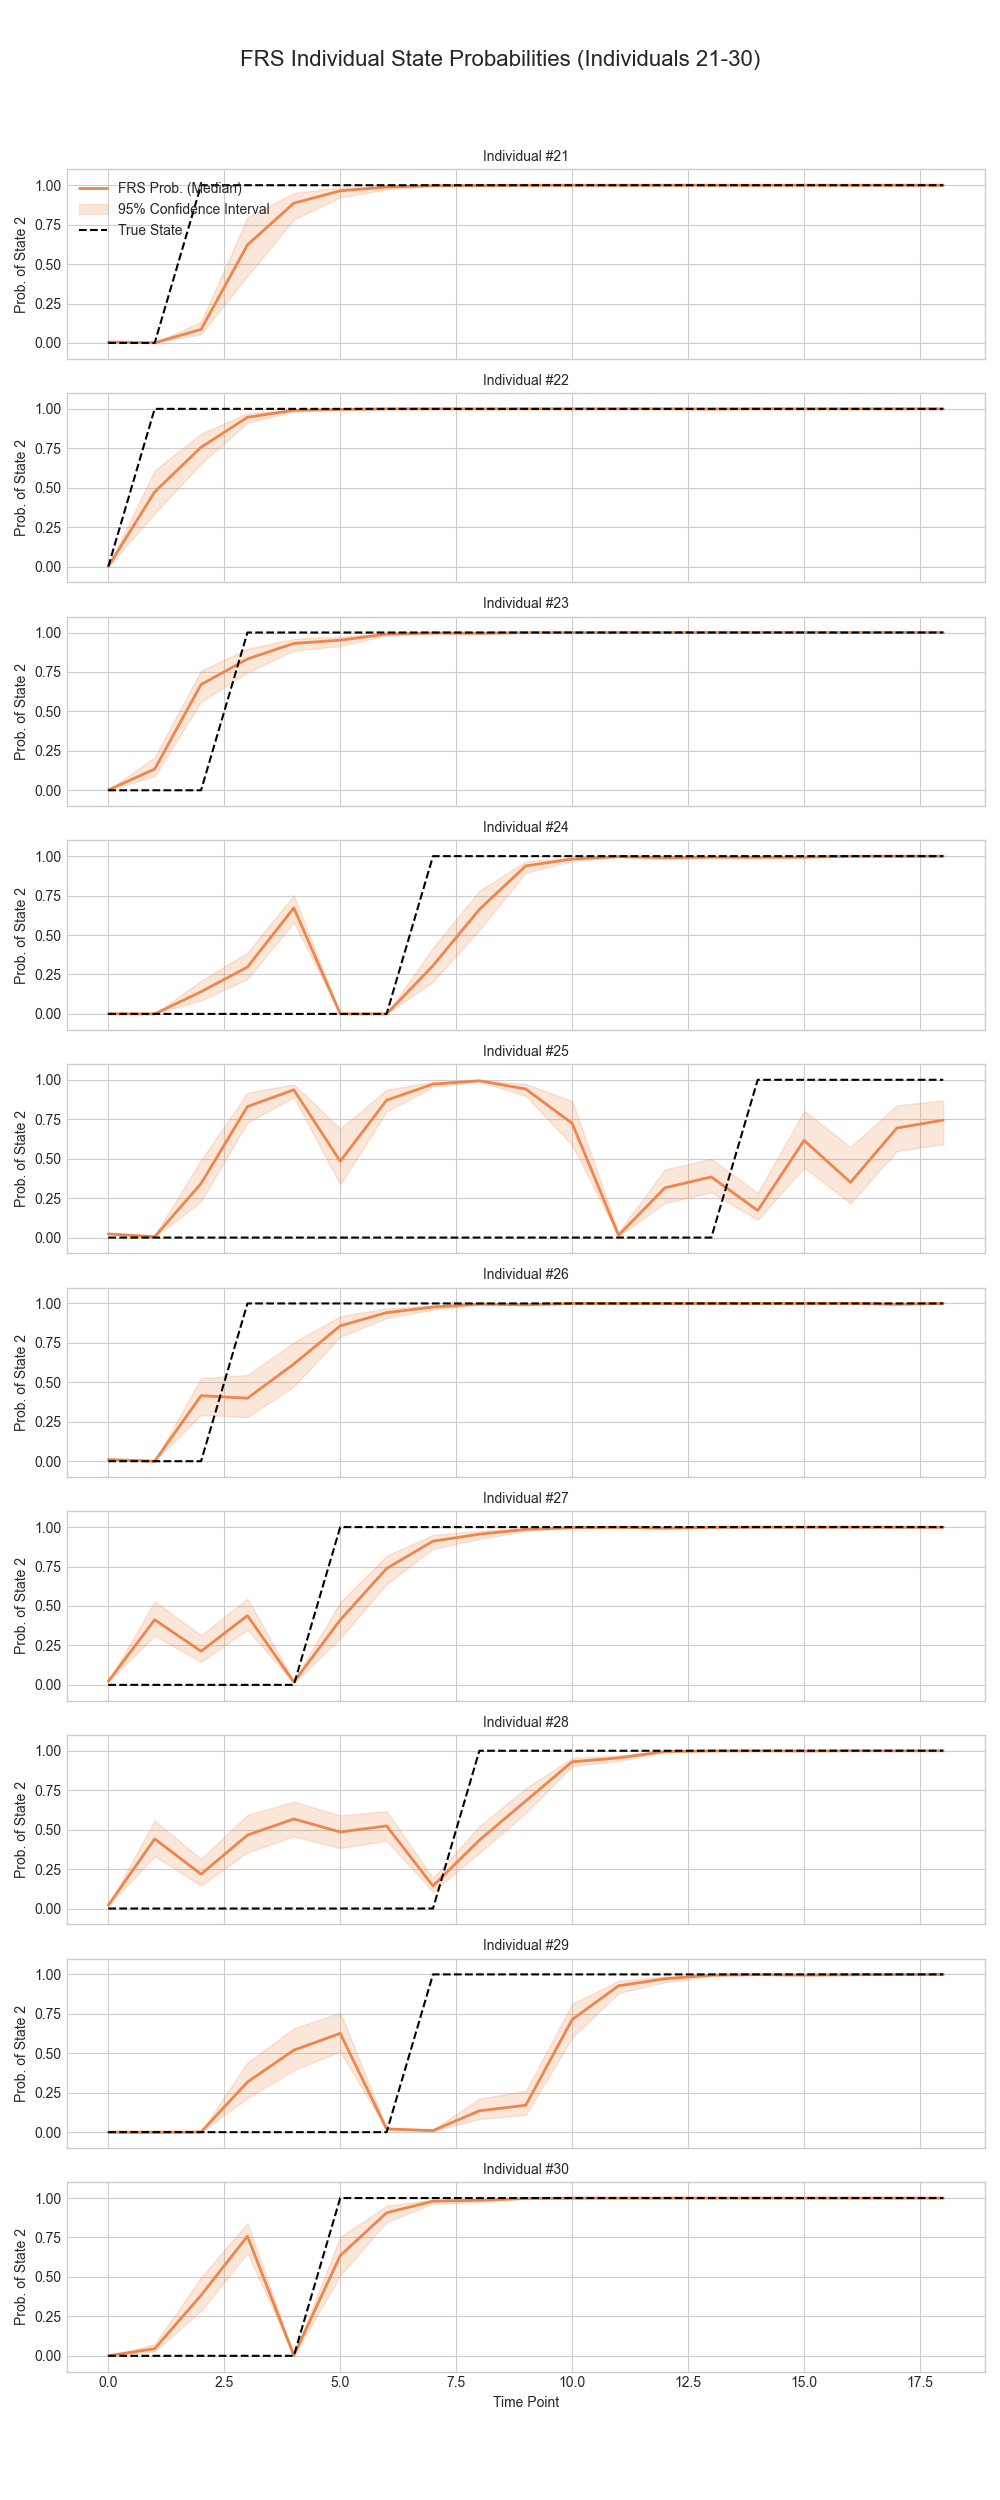 FRS Individual State Probabilities (Individuals 21-30)
Individual #21
Prob. of State 2
1.00
0.75
0.50
0.25
0.00
FRS Prob. (Median)
95% Confidence Interval
True State
Individual #22
Prob. of State 2
1.00
0.75
0.50
0.25
0.00
Individual #23
Prob. of State 2
1.00
0.75
0.50
0.25
0.00
Individual #24
Prob. of State 2
1.00
0.75
0.50
0.25
0.00
Individual #25
Prob. of State 2
1.00
0.75
0.50
0.25
0.00
Individual #26
Prob. of State 2
1.00
0.75
0.50
0.25
0.00
Individual #27
Prob. of State 2
1.00
0.75
0.50
0.25
0.00
Individual #28
Prob. of State 2
1.00
0.75
0.50
0.25
0.00
Individual #29
Prob. of State 2
1.00
0.75
0.50
0.25
0.00
Individual #30
Prob. of State 2
1.00
0.75
0.50
0.25
0.00
0.0 2.5 5.0 7.5 10.0 12.5 15.0 17.5
Time Point